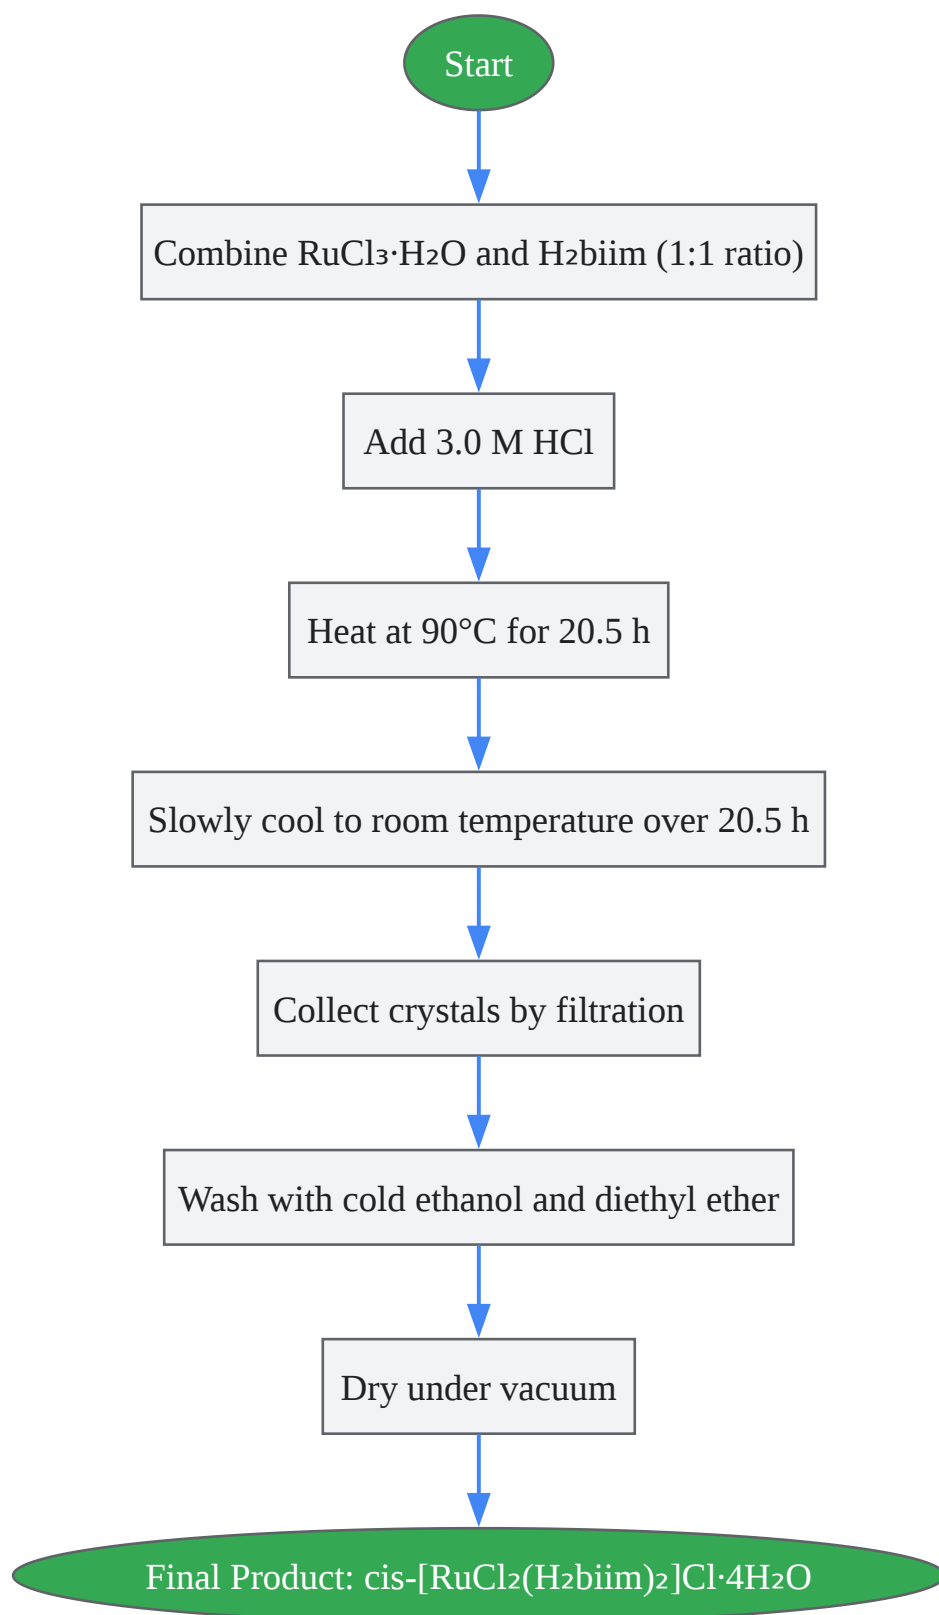 Start
Combine RuCl₃·H₂O and H₂biim (1:1 ratio)
Add 3.0 M HCl
Heat at 90°C for 20.5 h
Slowly cool to room temperature over 20.5 h
Collect crystals by filtration
Wash with cold ethanol and diethyl ether
Dry under vacuum
Final Product: cis-[RuCl₂(H₂biim)₂]Cl·4H₂O